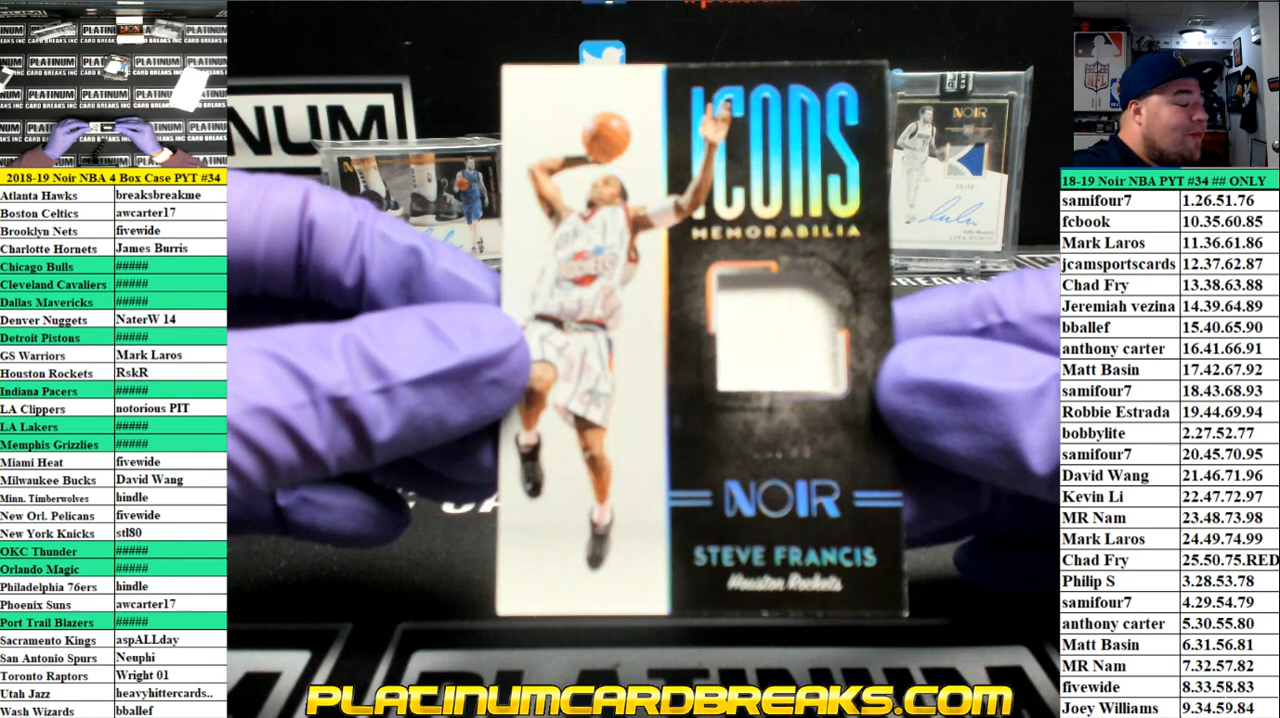 2018-19 Noir NBA 4 Box Case PYT #34
Atlanta Hawks breaksbreakme
Boston Celtics awcarter17
Brooklyn Nets fivewide
Charlotte Hornets James Burris
Chicago Bulls #####
Cleveland Cavaliers #####
Dallas Mavericks #####
Denver Nuggets NaterW 14
Detroit Pistons #####
GS Warriors Mark Laros
Houston Rockets RskR
Indiana Pacers #####
LA Clippers notorious PIT
LA Lakers #####
Memphis Grizzlies #####
Miami Heat fivewide
Milwaukee Bucks David Wang
Minn. Timberwolves hindle
New Orl. Pelicans fivewide
New York Knicks stl80
OKC Thunder #####
Orlando Magic #####
Philadelphia 76ers hindle
Phoenix Suns awcarter17
Port Trail Blazers #####
Sacramento Kings aspALLday
San Antonio Spurs Neuphi
Toronto Raptors Wright 01
Utah Jazz heavyhittercards..
Wash Wizards bballef
ICONS
MEMORABILIA
NOIR
STEVE FRANCIS
Houston Rockets
NOIR
PLATINUM
PLATINUMCARDBREAKS.COM
18-19 Noir NBA PYT #34 ## ONLY
samifour7 1.26.51.76
fcbook 10.35.60.85
Mark Laros 11.36.61.86
jcamsportscards 12.37.62.87
Chad Fry 13.38.63.88
Jeremiah vezina 14.39.64.89
bballef 15.40.65.90
anthony carter 16.41.66.91
Matt Basin 17.42.67.92
samifour7 18.43.68.93
Robbie Estrada 19.44.69.94
bobbylite 2.27.52.77
samifour7 20.45.70.95
David Wang 21.46.71.96
Kevin Li 22.47.72.97
MR Nam 23.48.73.98
Mark Laros 24.49.74.99
Chad Fry 25.50.75.RED
Philip S 3.28.53.78
samifour7 4.29.54.79
anthony carter 5.30.55.80
Matt Basin 6.31.56.81
MR Nam 7.32.57.82
fivewide 8.33.58.83
Joey Williams 9.34.59.84